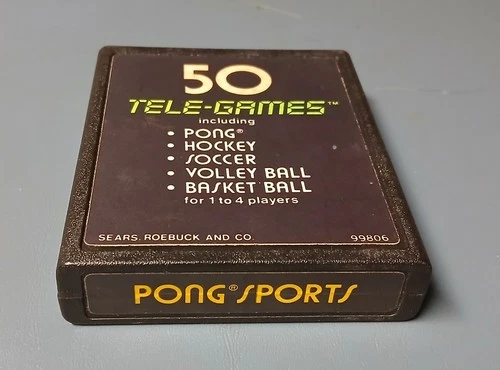 50
TELE-GAMES™
including
• PONG®
• HOCKEY
• SOCCER
• VOLLEY BALL
• BASKET BALL
for 1 to 4 players
SEARS, ROEBUCK AND CO. 99806
PONG® SPORTS